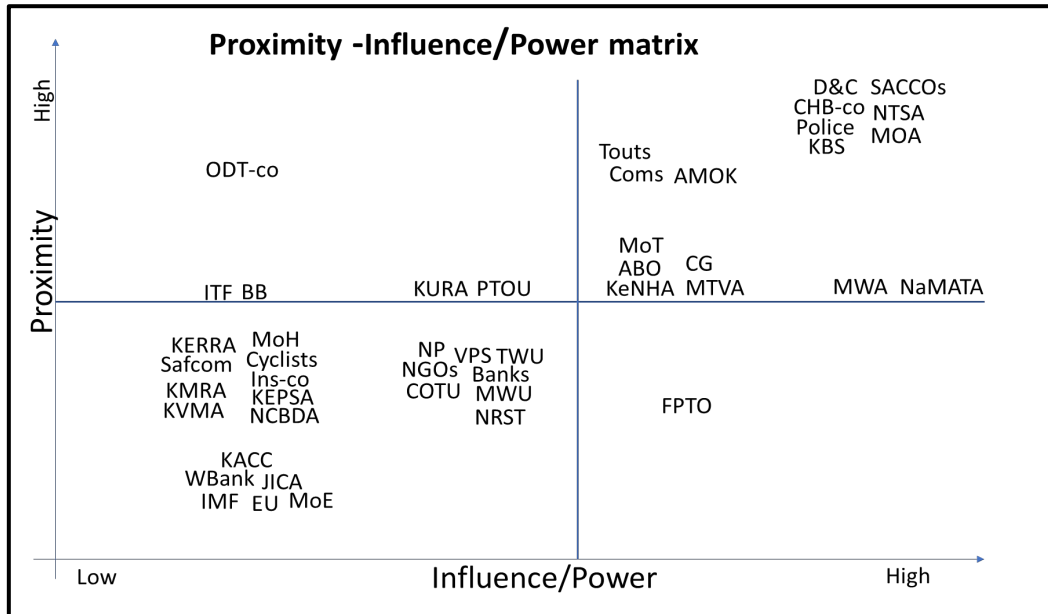 Proximity -Influence/Power matrix
High
Proximity
D&C SACCOs
CHB-co NTSA
Police MOA
KBS
Touts
Coms AMOK
ODT-co
MoT
ABO CG
KeNHA MTVA
MWA NaMATA
ITF BB
KURA PTOU
KERRA MoH
Safcom Cyclists
Ins-co
KMRA KEPSA
KVMA NCBDA
NP VPS TWU
NGOs Banks
COTU MWU
NRST
FPTO
KACC
WBank JICA
IMF EU MoE
Low Influence/Power High